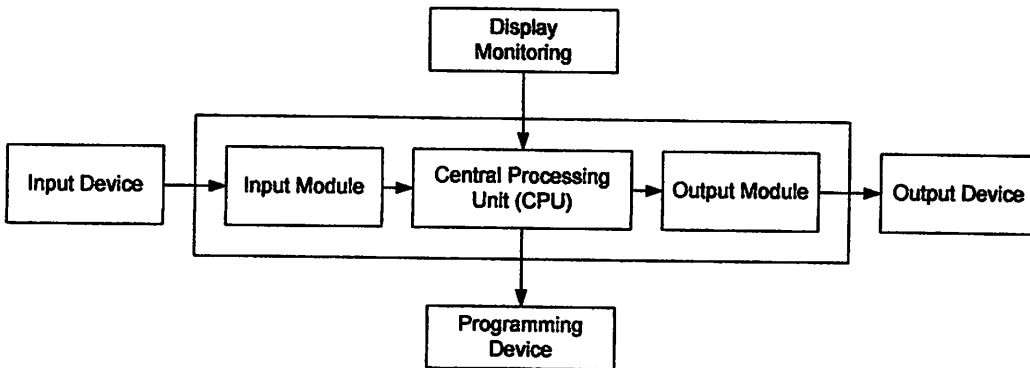 Display
Monitoring
Input Device
Input Module
Central Processing
Unit (CPU)
Output Module
Output Device
Programming
Device